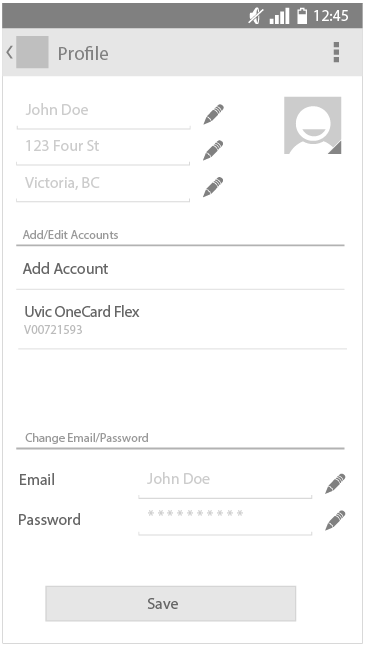 12:45
Profile
John Doe
123 Four St
Victoria, BC
Add/Edit Accounts
Add Account
Uvic OneCard Flex
V00721593
Change Email/Password
Email John Doe
Password **********
Save